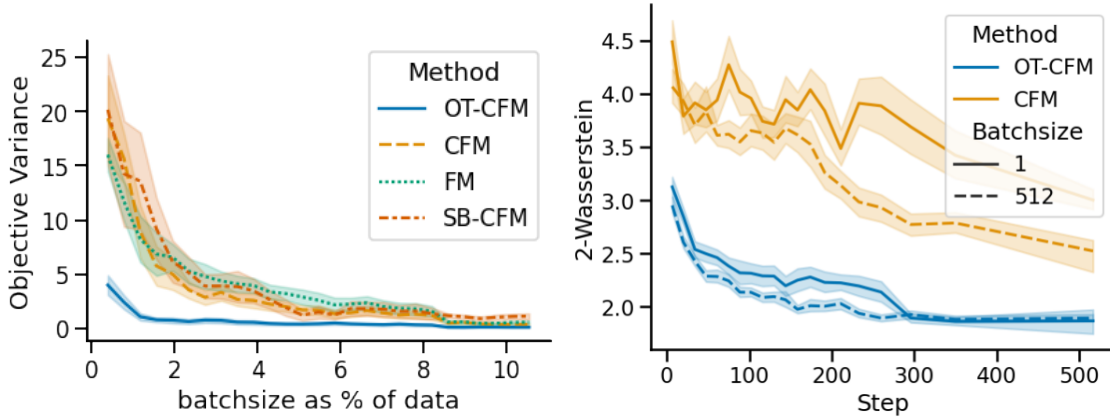 Objective Variance
25
20
15
10
5
0
0 2 4 6 8 10
batchsize as % of data
Method
OT-CFM
CFM
FM
SB-CFM
2-Wasserstein
4.5
4.0
3.5
3.0
2.5
2.0
0 100 200 300 400 500
Step
Method
OT-CFM
CFM
Batchsize
1
512